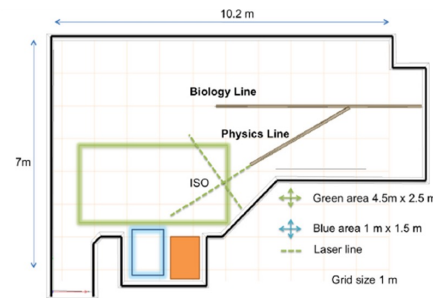 10.2 m
7m
Biology Line
Physics Line
ISO
Green area 4.5m x 2.5 m
Blue area 1 m x 1.5 m
Laser line
Grid size 1 m